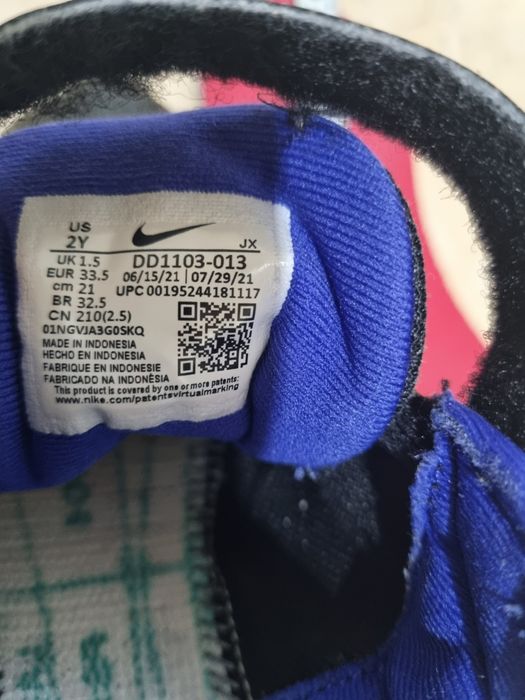 US
2Y
JX
UK 1.5
DD1103-013
EUR 33.5
06/15/21 | 07/29/21
cm 21
UPC 00195244181117
BR 32.5
CN 210(2.5)
01NGVJA3G0SKQ
MADE IN INDONESIA
HECHO EN INDONESIA
FABRIQUE EN INDONESIE
FABRICADO NA INDONÉSIA
This product is covered by one or more patents:
www.nike.com/patentsvirtualmarking